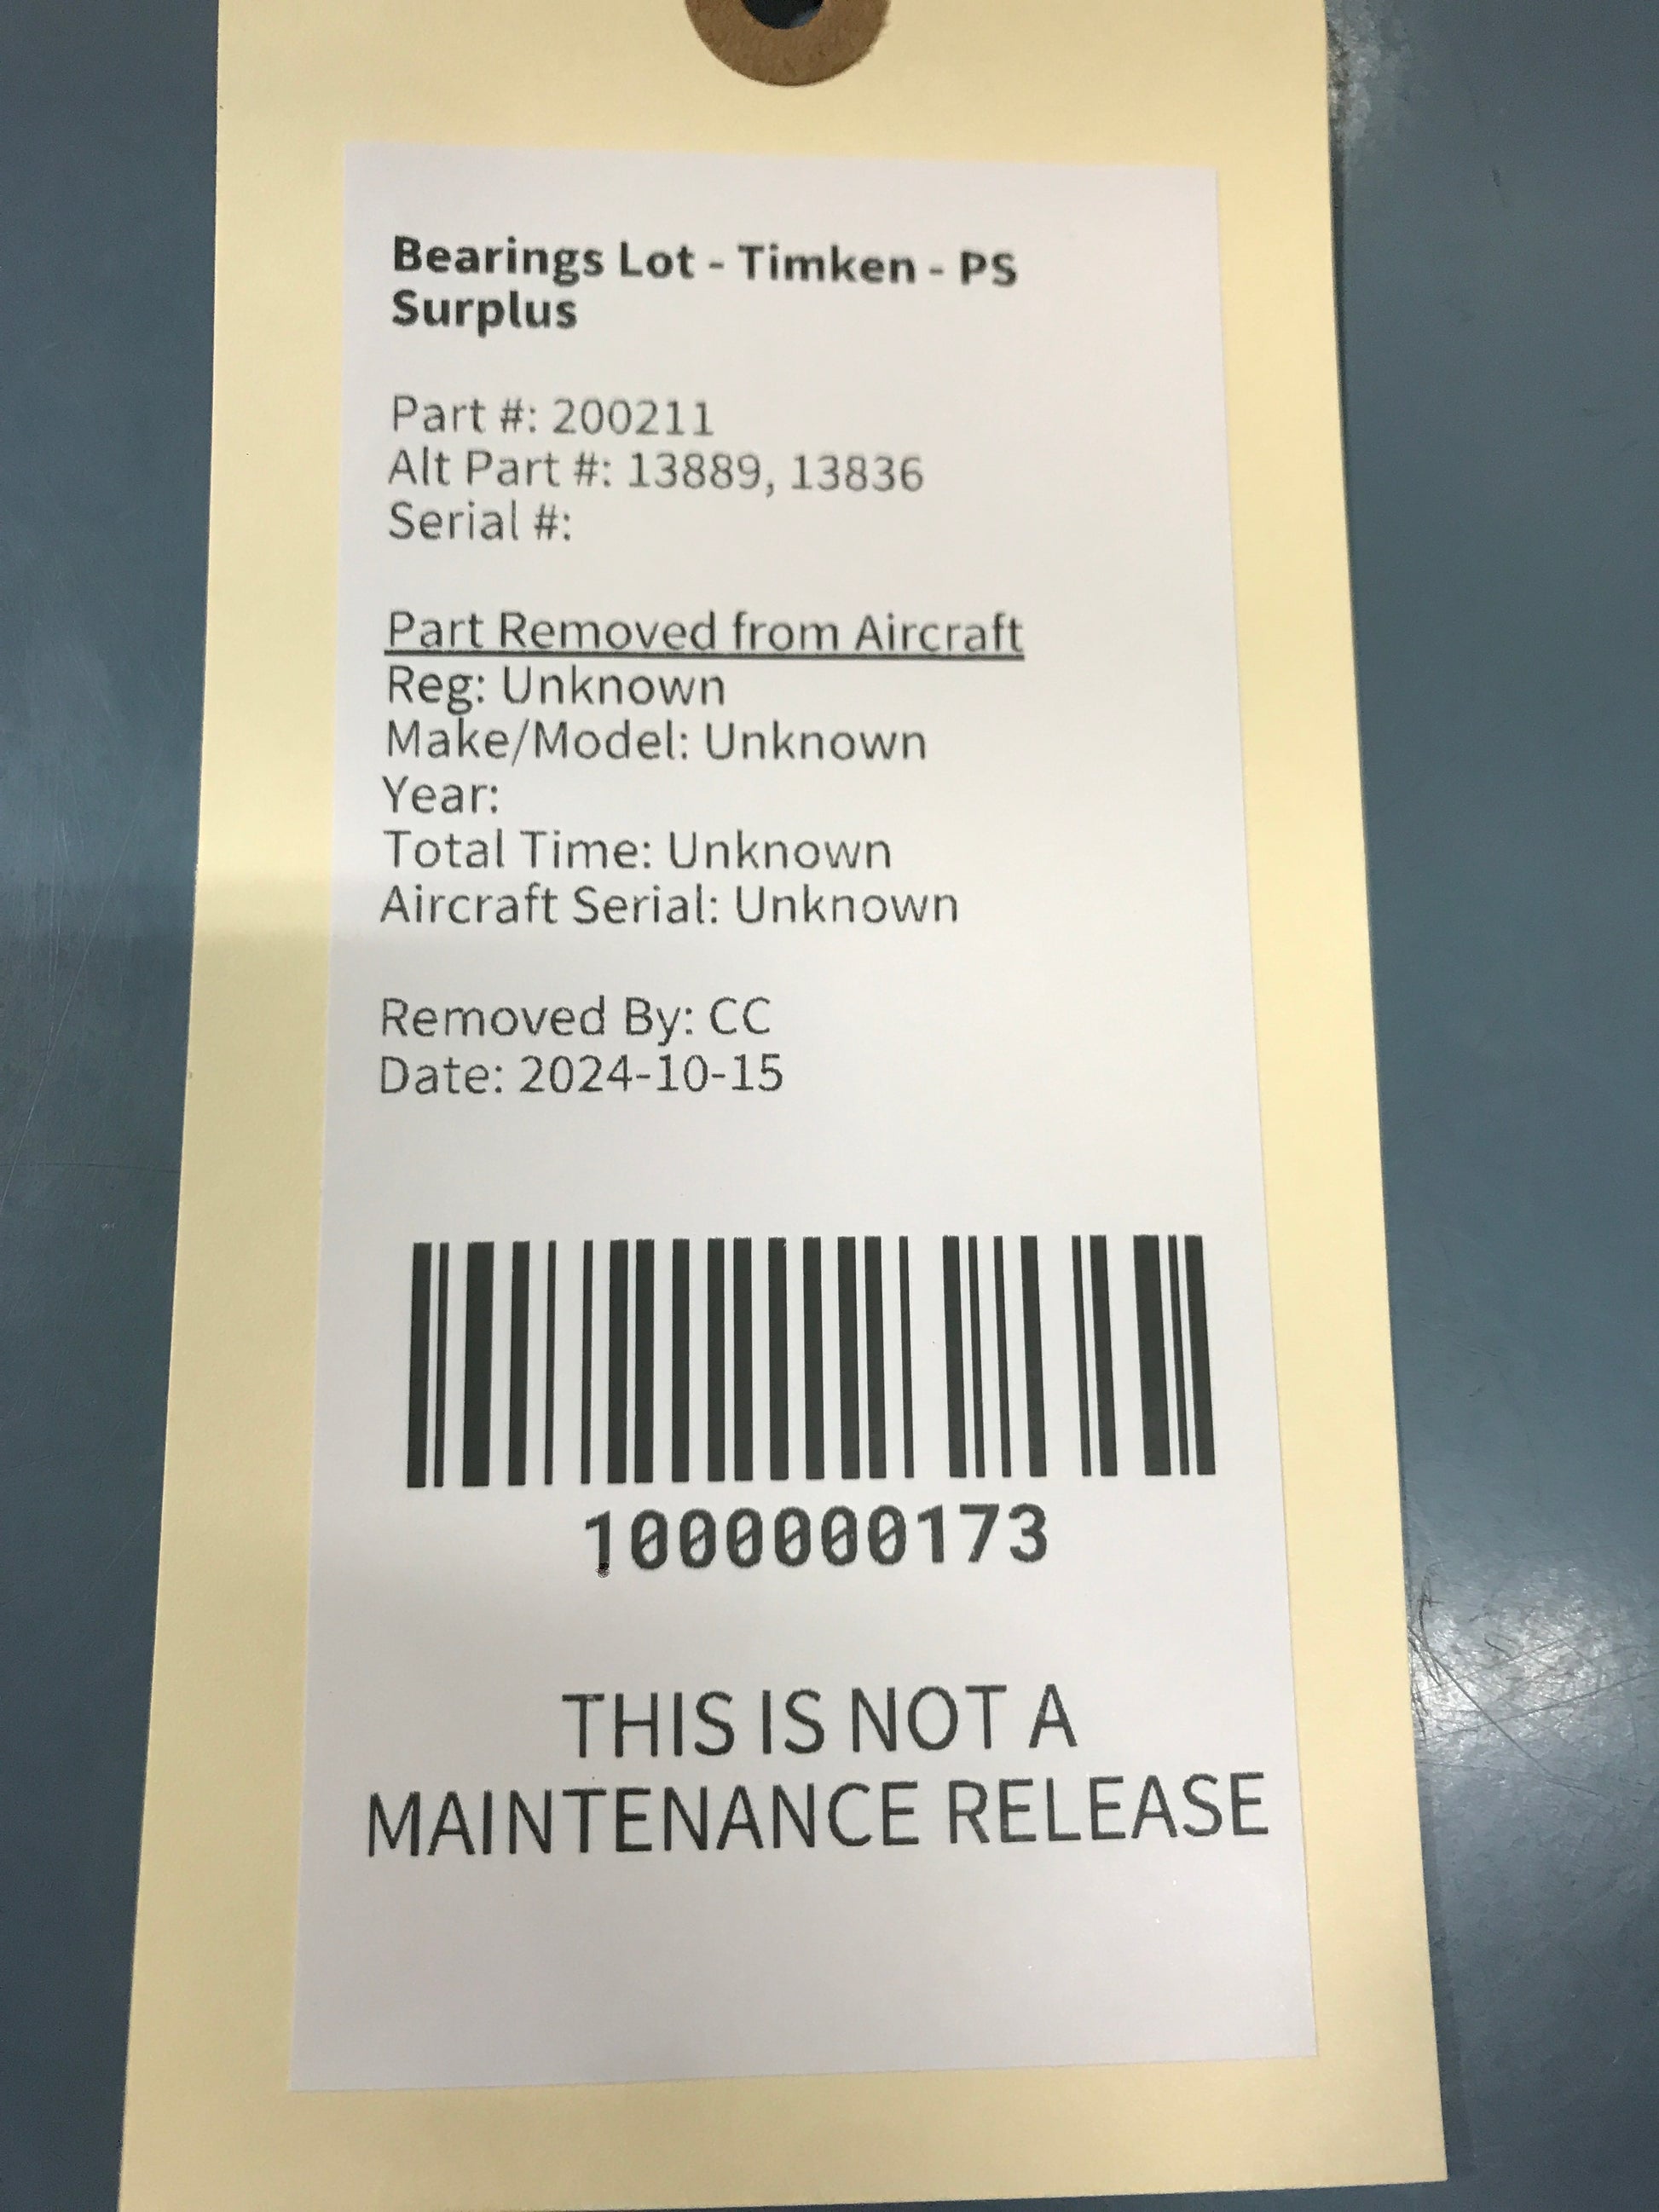 Bearings Lot - Timken - PS
Surplus
Part #: 200211
Alt Part #: 13889, 13836
Serial #:
Part Removed from Aircraft
Reg: Unknown
Make/Model: Unknown
Year:
Total Time: Unknown
Aircraft Serial: Unknown
Removed By: CC
Date: 2024-10-15
1000000173
THIS IS NOT A
MAINTENANCE RELEASE